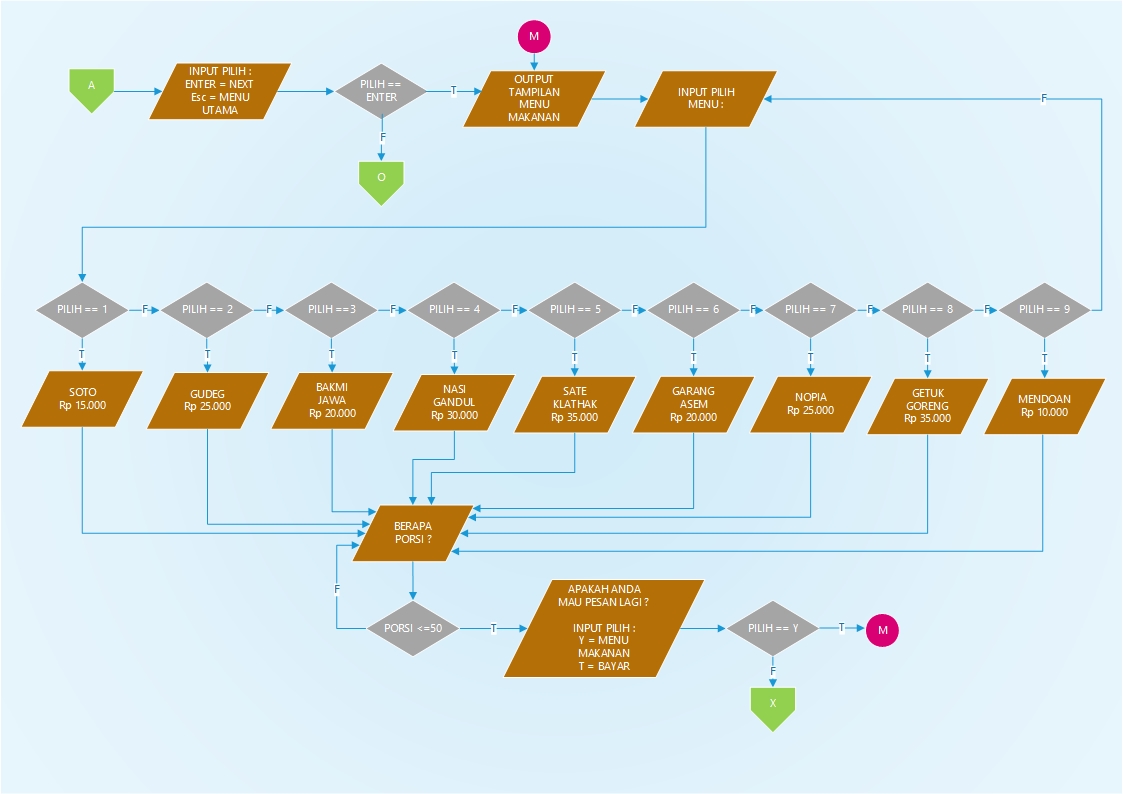 M
A
INPUT PILIH :
ENTER = NEXT
Esc = MENU
UTAMA
PILIH ==
ENTER
T
OUTPUT
TAMPILAN
MENU
MAKANAN
INPUT PILIH
MENU :
F
F
O
PILIH == 1
F
PILIH == 2
F
PILIH ==3
F
PILIH == 4
F
PILIH == 5
F
PILIH == 6
F
PILIH == 7
F
PILIH == 8
F
PILIH == 9
T
T
T
T
T
T
T
T
T
SOTO
Rp 15.000
GUDEG
Rp 25.000
BAKMI
JAWA
Rp 20.000
NASI
GANDUL
Rp 30.000
SATE
KLATHAK
Rp 35.000
GARANG
ASEM
Rp 20.000
NOPIA
Rp 25.000
GETUK
GORENG
Rp 35.000
MENDOAN
Rp 10.000
BERAPA
PORSI ?
F
PORSI <=50
T
APAKAH ANDA
MAU PESAN LAGI ?
INPUT PILIH :
Y = MENU
MAKANAN
T = BAYAR
PILIH == Y
T
M
F
X